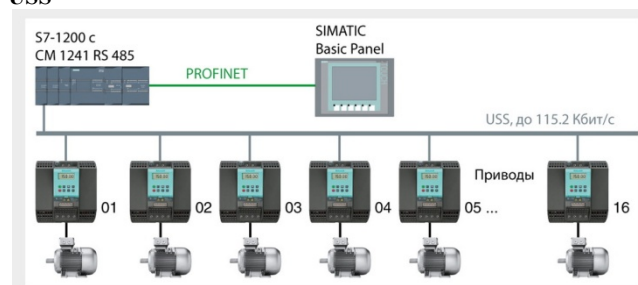 USS
S7-1200 с
CM 1241 RS 485
SIMATIC
Basic Panel
PROFINET
USS, до 115.2 Кбит/с
Приводы
01
02
03
04
05 ...
16